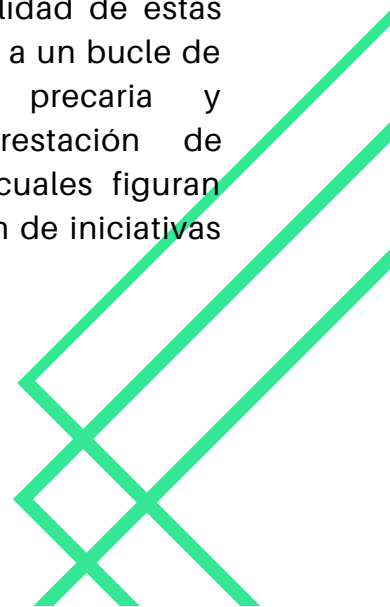 lidad de estas
a un bucle de
precaria y
restación de
cuales figuran
n de iniciativas